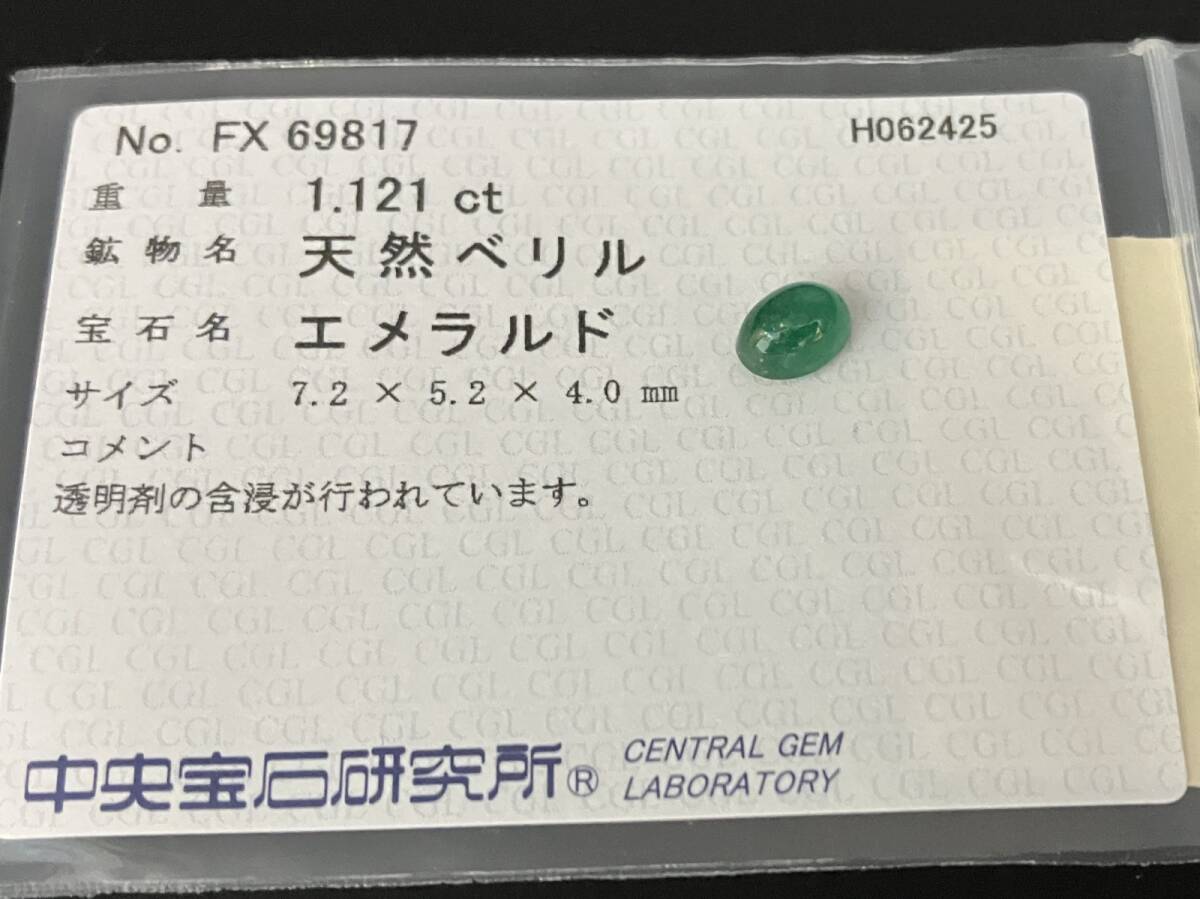 No. FX 69817 H062425
重 量 1.121 ct
鉱物名 天然ベリル
宝石名 エメラルド
サイズ 7.2 × 5.2 × 4.0 mm
コメント
透明剤の含浸が行われています。
中央宝石研究所® CENTRAL GEM
LABORATORY